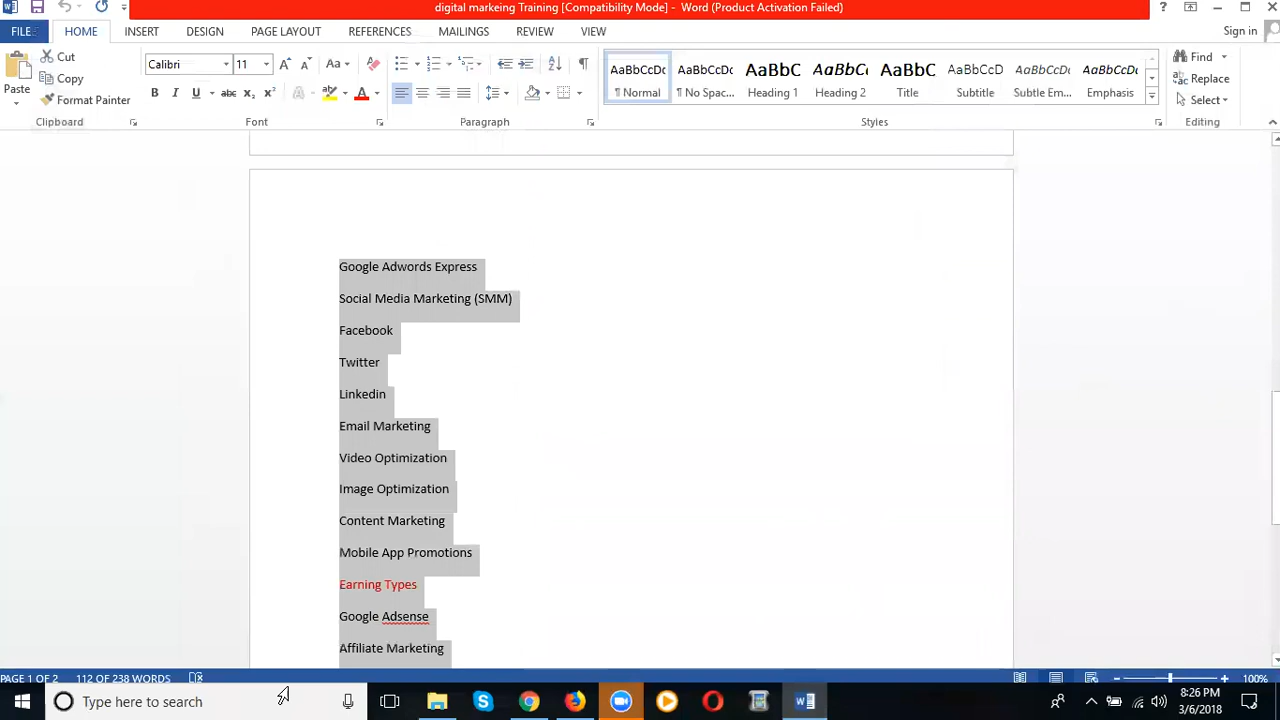 digital markeing Training [Compatibility Mode] - Word (Product Activation Failed)
FILE HOME INSERT DESIGN PAGE LAYOUT REFERENCES MAILINGS REVIEW VIEW Sign in
Paste
Cut
Copy
Format Painter
Clipboard
Calibri 11
Font
Paragraph
AaBbCcDc AaBbCcDc AaBbC AaBbCc AaBbC AaBbCcD AaBbCcDc AaBbCcDc
¶ Normal ¶ No Spac... Heading 1 Heading 2 Title Subtitle Subtle Em... Emphasis
Styles
Find
Replace
Select
Editing
Google Adwords Express
Social Media Marketing (SMM)
Facebook
Twitter
Linkedin
Email Marketing
Video Optimization
Image Optimization
Content Marketing
Mobile App Promotions
Earning Types
Google Adsense
Affiliate Marketing
PAGE 1 OF 2 112 OF 238 WORDS 100%
Type here to search
8:26 PM
3/6/2018